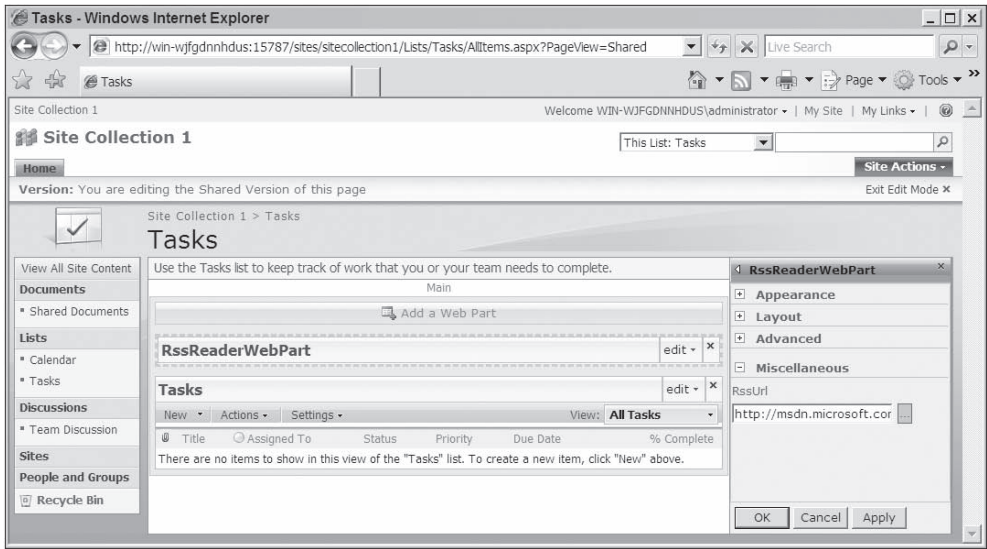 Tasks - Windows Internet Explorer
http://win-wjfgdnnhdus:15787/sites/sitecollection1/Lists/Tasks/AllItems.aspx?PageView=Shared
Live Search
Tasks
Page
Tools
Site Collection 1
Welcome WIN-WJFGDNNHDUS\administrator | My Site | My Links |
Site Collection 1
This List: Tasks
Home
Site Actions
Version: You are editing the Shared Version of this page
Exit Edit Mode ×
Site Collection 1 > Tasks
Tasks
View All Site Content
Documents
Shared Documents
Lists
Calendar
Tasks
Discussions
Team Discussion
Sites
People and Groups
Recycle Bin
Use the Tasks list to keep track of work that you or your team needs to complete.
Main
Add a Web Part
RssReaderWebPart
edit
Tasks
edit
New Actions Settings
View: All Tasks
Title Assigned To Status Priority Due Date % Complete
There are no items to show in this view of the "Tasks" list. To create a new item, click "New" above.
RssReaderWebPart
Appearance
Layout
Advanced
Miscellaneous
RssUrl
http://msdn.microsoft.cor
...
OK Cancel Apply